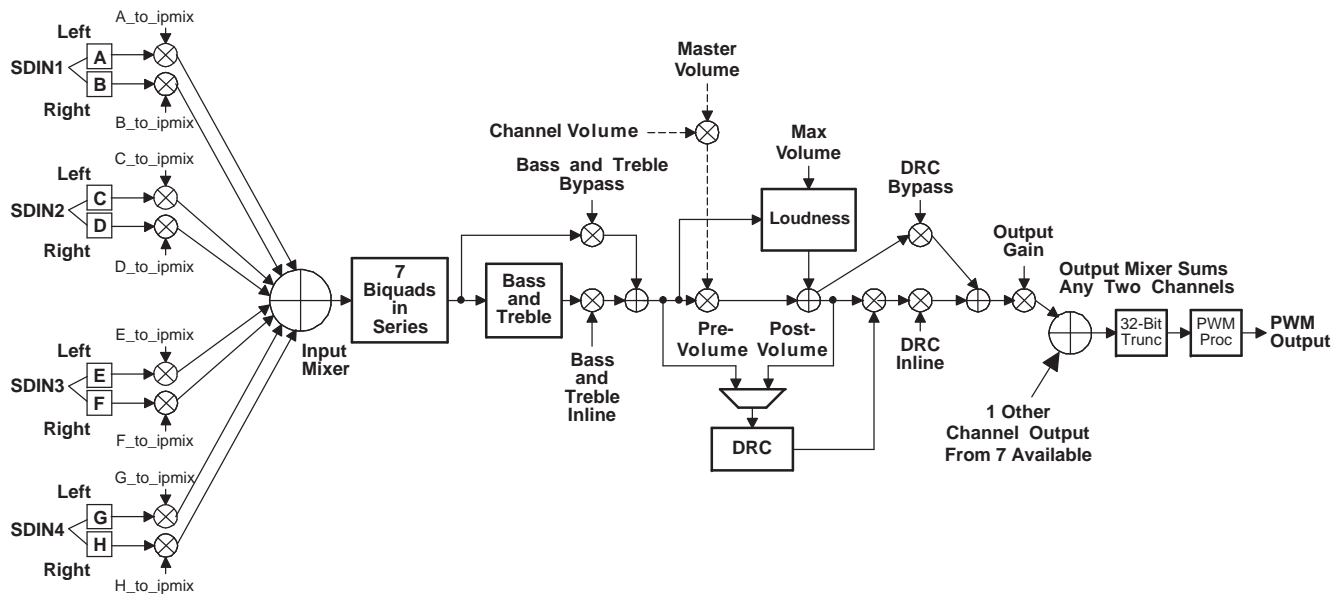 A_to_ipmix
Left
A
SDIN1
B
Right
B_to_ipmix
C_to_ipmix
Left
C
SDIN2
D
Right
D_to_ipmix
E_to_ipmix
Left
E
SDIN3
F
Right
F_to_ipmix
G_to_ipmix
Left
G
SDIN4
H
Right
H_to_ipmix
Input
Mixer
7
Biquads
in
Series
Bass
and
Treble
Bass and Treble
Bypass
Bass
and
Treble
Inline
Master
Volume
Channel Volume
Max
Volume
Loudness
Pre-
Volume
Post-
Volume
DRC
DRC
Bypass
DRC
Inline
Output
Gain
Output Mixer Sums
Any Two Channels
32-Bit
Trunc
PWM
Proc
PWM
Output
1 Other
Channel Output
From 7 Available